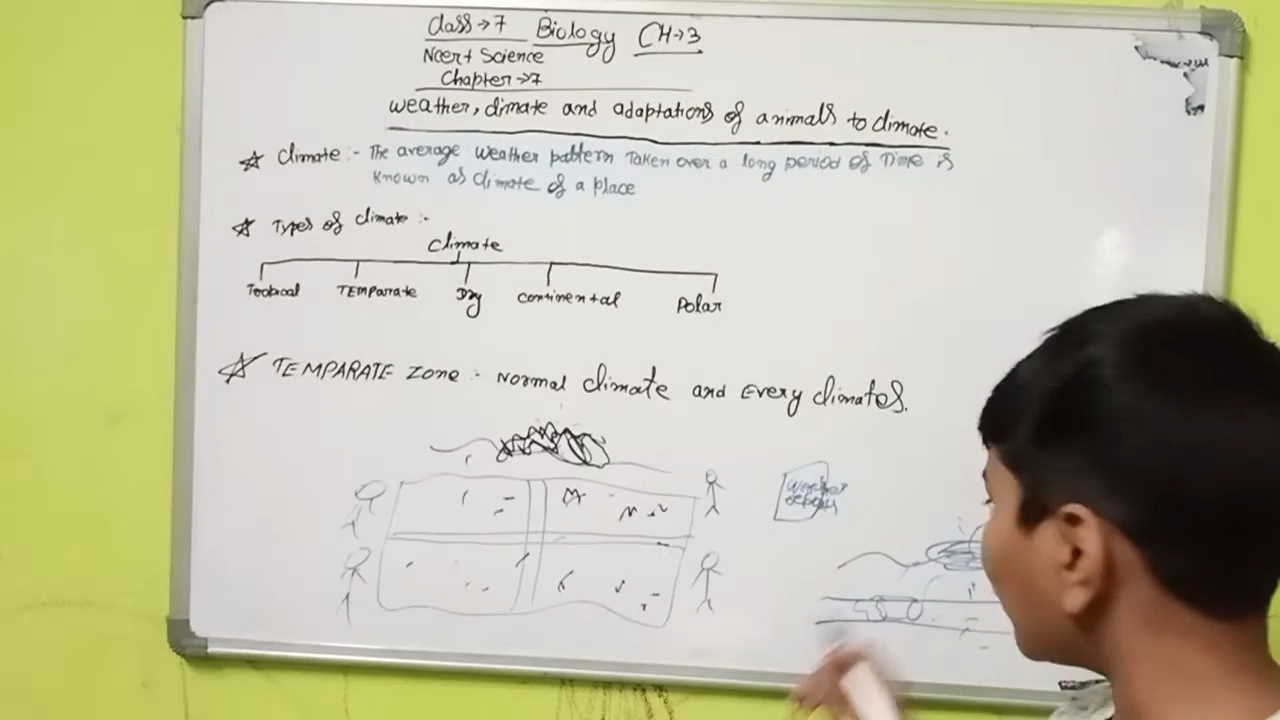 Class → 7 Biology CH → 3
Ncert Science
Chapter → 7
weather, climate and adaptations of animals to climate.
☆ Climate :- The average weather pattern Taken over a long period of Time is
known as climate of a place
☆ Types of climate :-
Climate
Tropical TEMPARATE Dry continental Polar
☆ TEMPARATE ZONE :- Normal climate and Every climates.